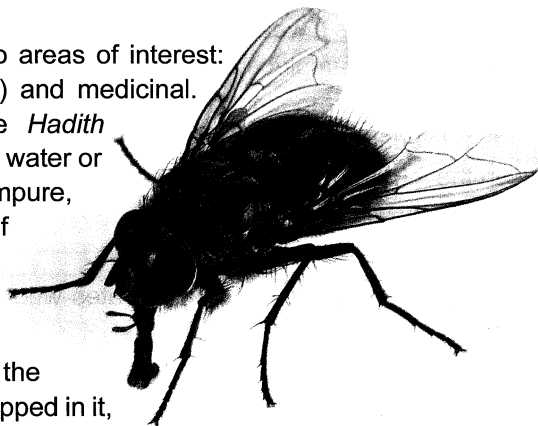 areas of interest:
) and medicinal.
Hadith
water or
mpure,
f
the
pped in it,